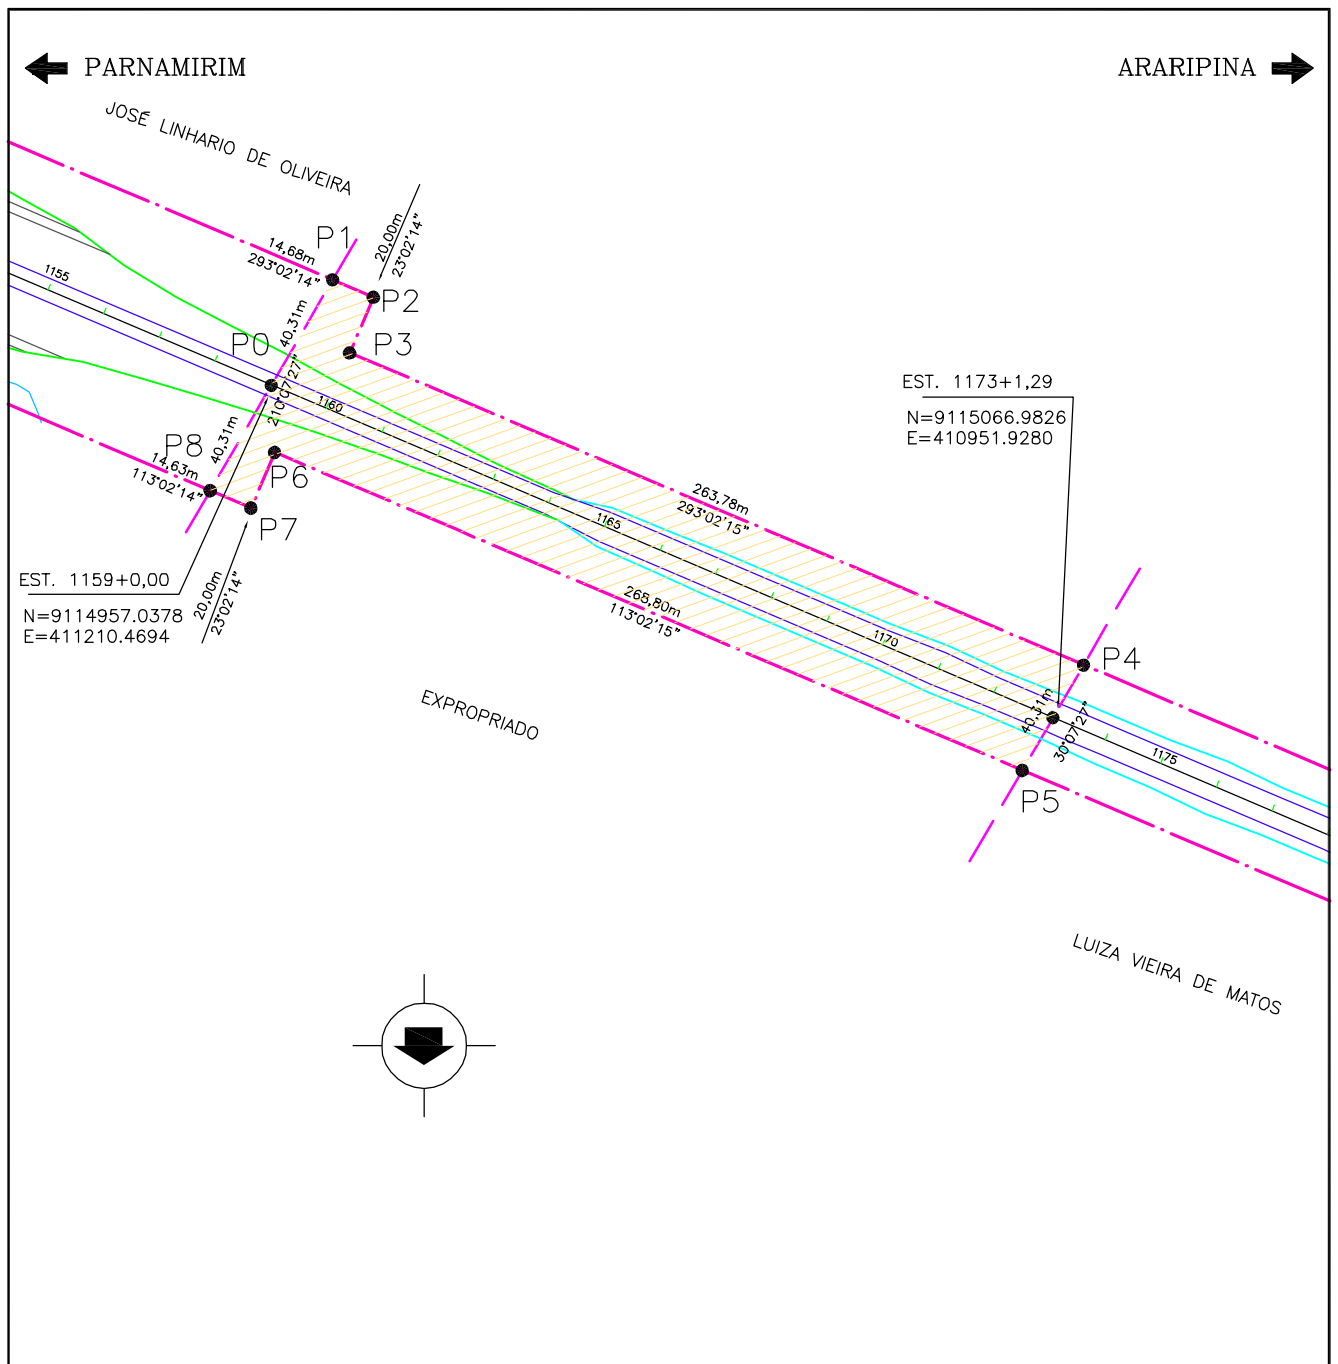 PARNAMIRIM
ARARIPINA
JOSÉ LINHARIO DE OLIVEIRA
P1
14,68m
293°02'14"
20,00m
23°02'14"
P2
1155
40,31m
P0
P3
210°07'27"
1160
EST. 1173+1,29
N=9115066.9826
E=410951.9280
40,31m
P8
14,63m
113°02'14"
P6
P7
263,78m
293°02'15"
1165
EST. 1159+0,00
N=9114957.0378
E=411210.4694
20,00m
23°02'14"
265,80m
113°02'15"
1170
P4
40,31m
30°07'27"
1175
EXPROPRIADO
P5
LUIZA VIEIRA DE MATOS